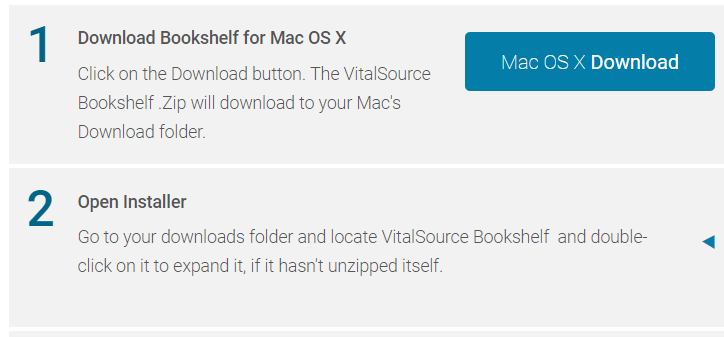 1
Download Bookshelf for Mac OS X
Click on the Download button. The VitalSource
Bookshelf .Zip will download to your Mac's
Download folder.
Mac OS X Download
2
Open Installer
Go to your downloads folder and locate VitalSource Bookshelf  and double-
click on it to expand it, if it hasn't unzipped itself.